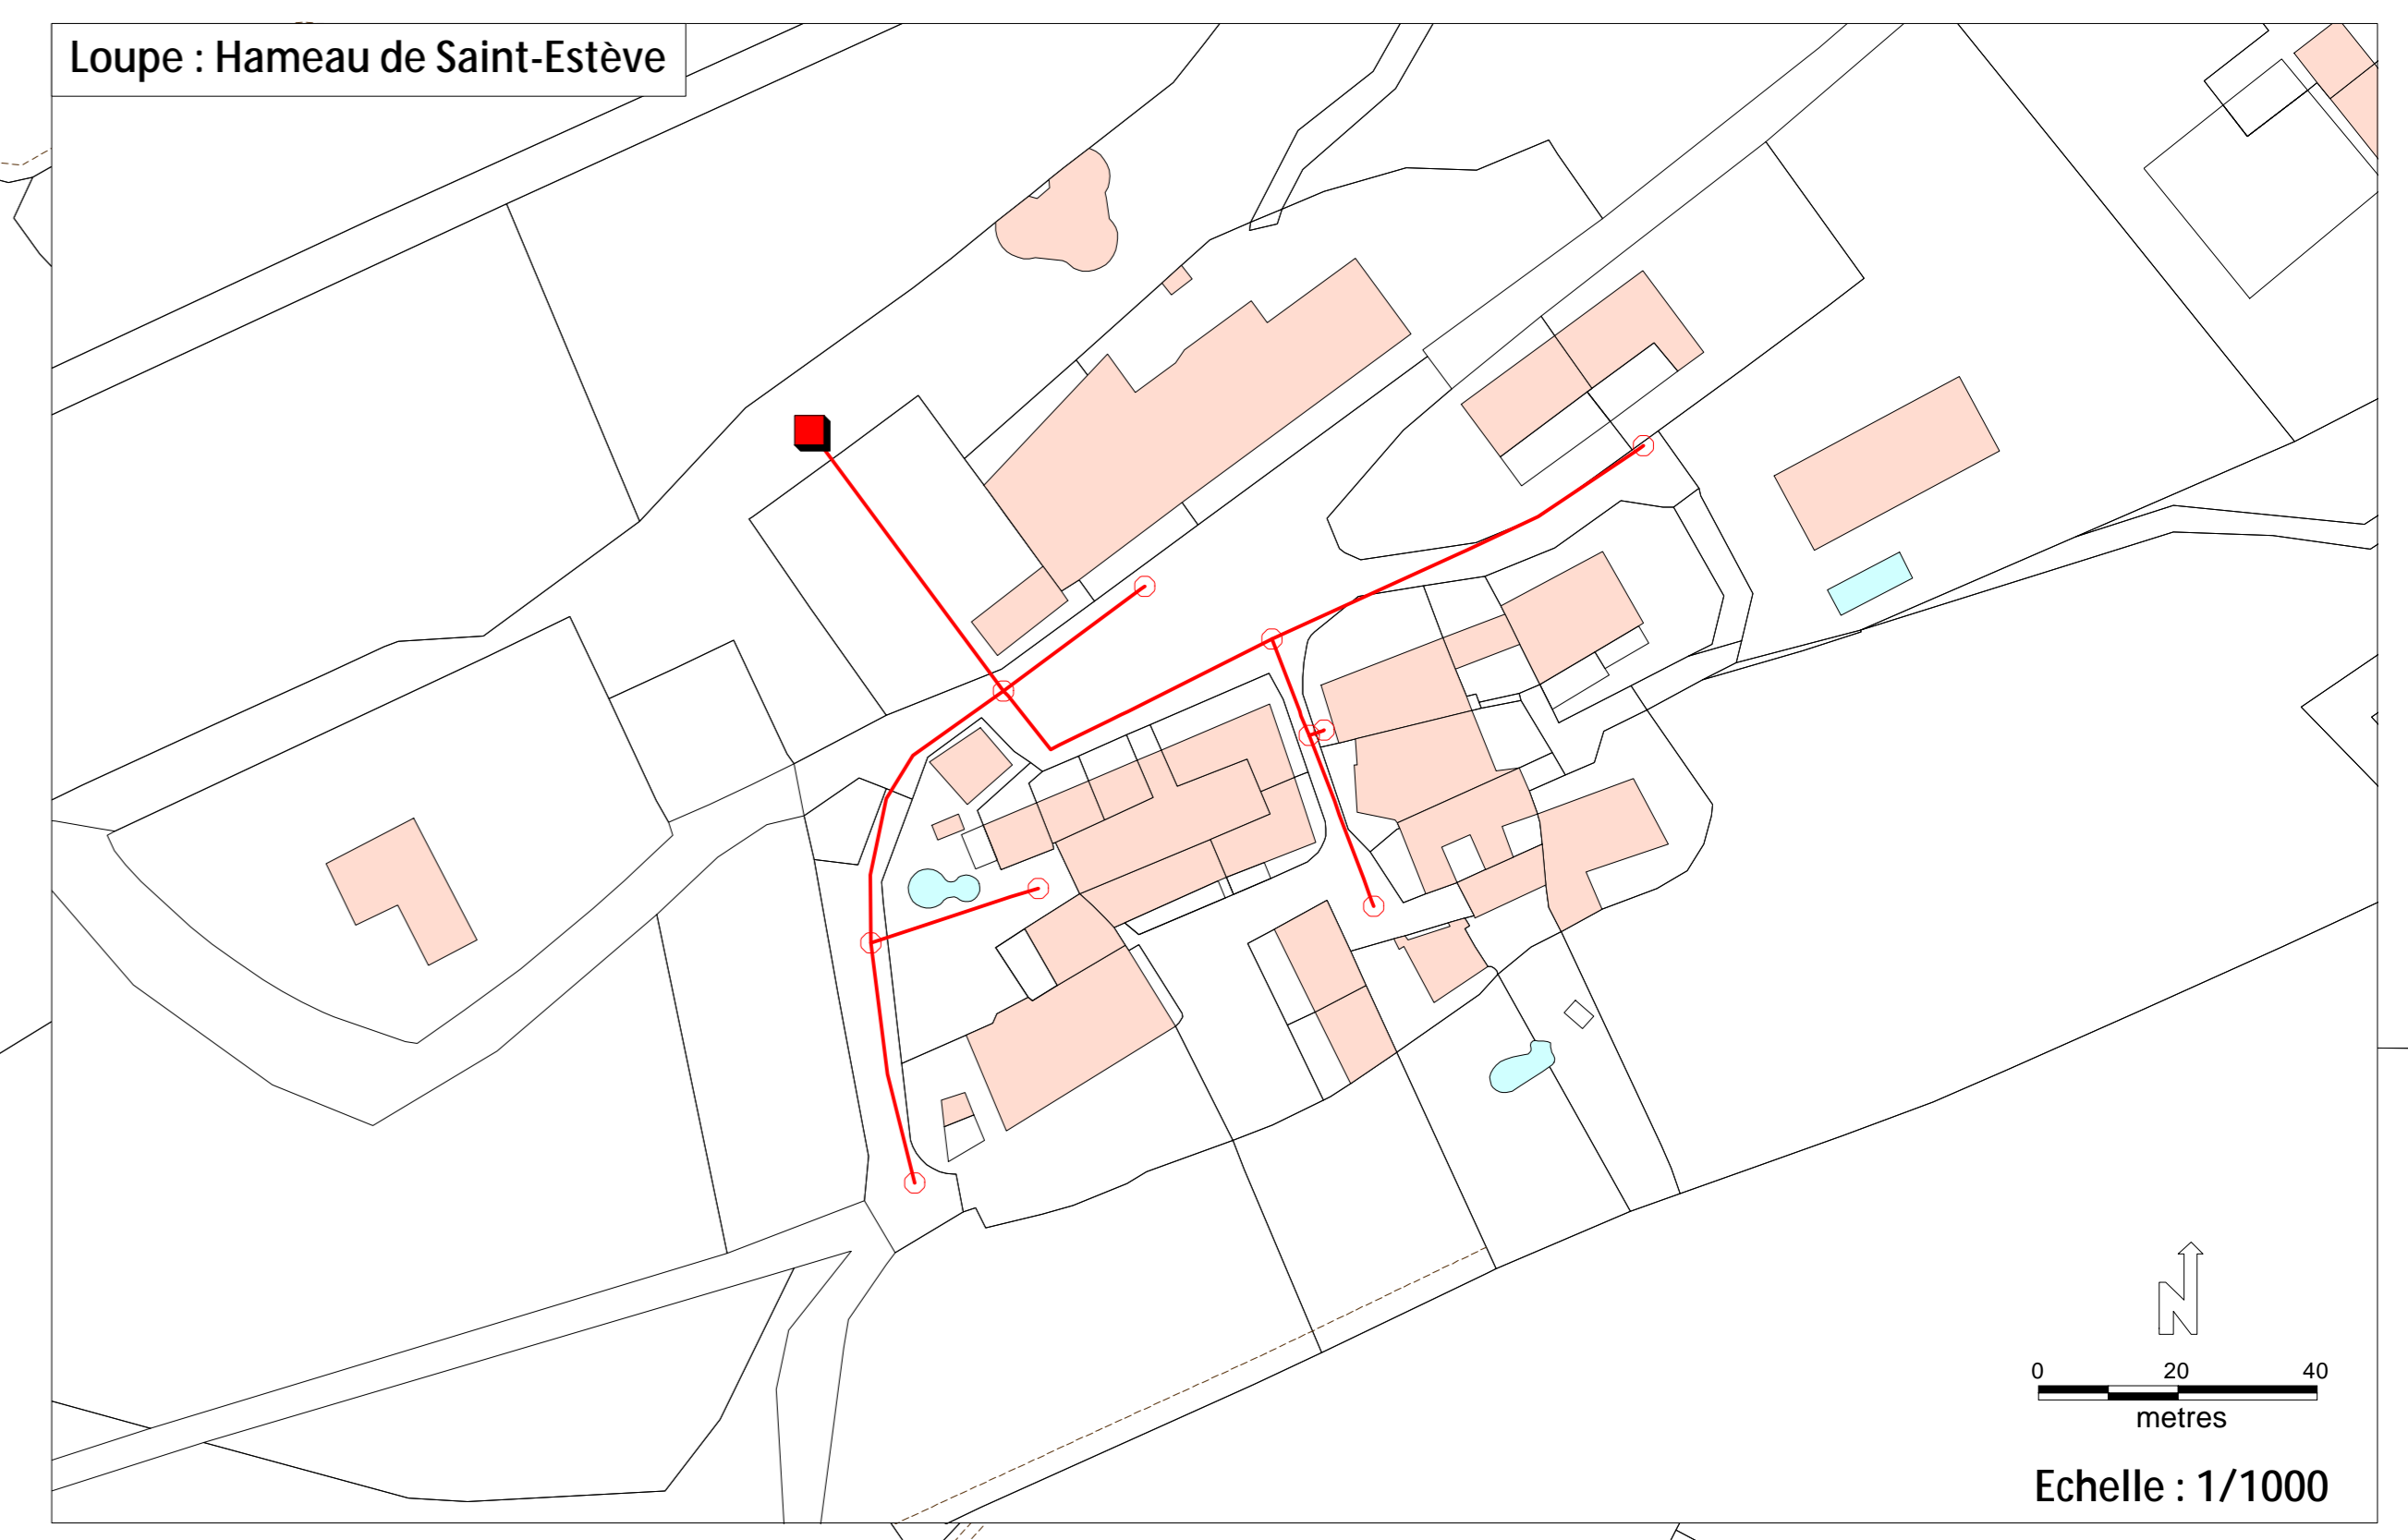 Loupe : Hameau de Saint-Estève
N
0 20 40
metres
Echelle : 1/1000